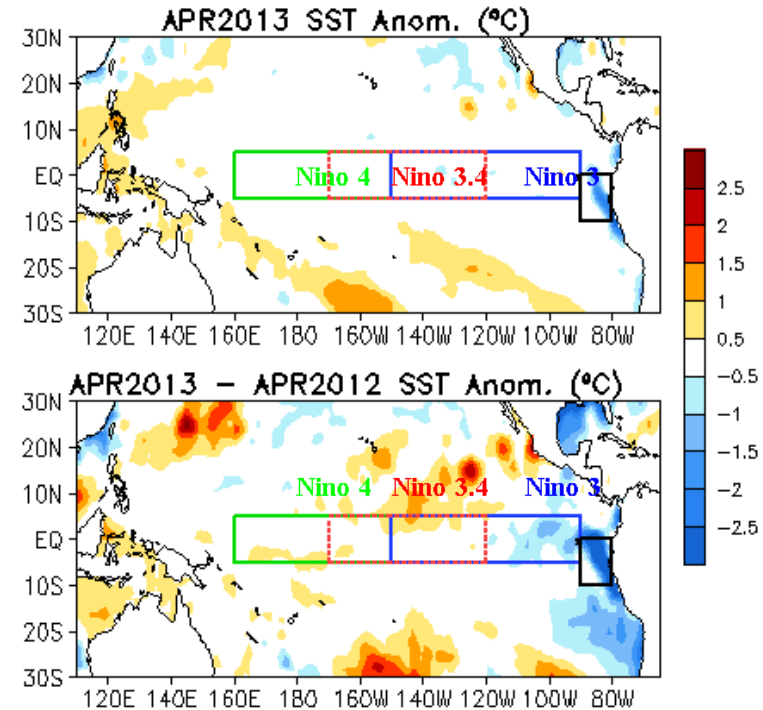 APR2013 SST Anom. (°C)
30N
20N
10N
EQ
10S
20S
30S
Nino 4
Nino 3.4
Nino 3
120E 140E 160E 180 160W 140W 120W 100W 80W
APR2013 – APR2012 SST Anom. (°C)
30N
20N
10N
EQ
10S
20S
30S
Nino 4
Nino 3.4
Nino 3
120E 140E 160E 180 160W 140W 120W 100W 80W
2.5
2
1.5
1
0.5
−0.5
−1
−1.5
−2
−2.5